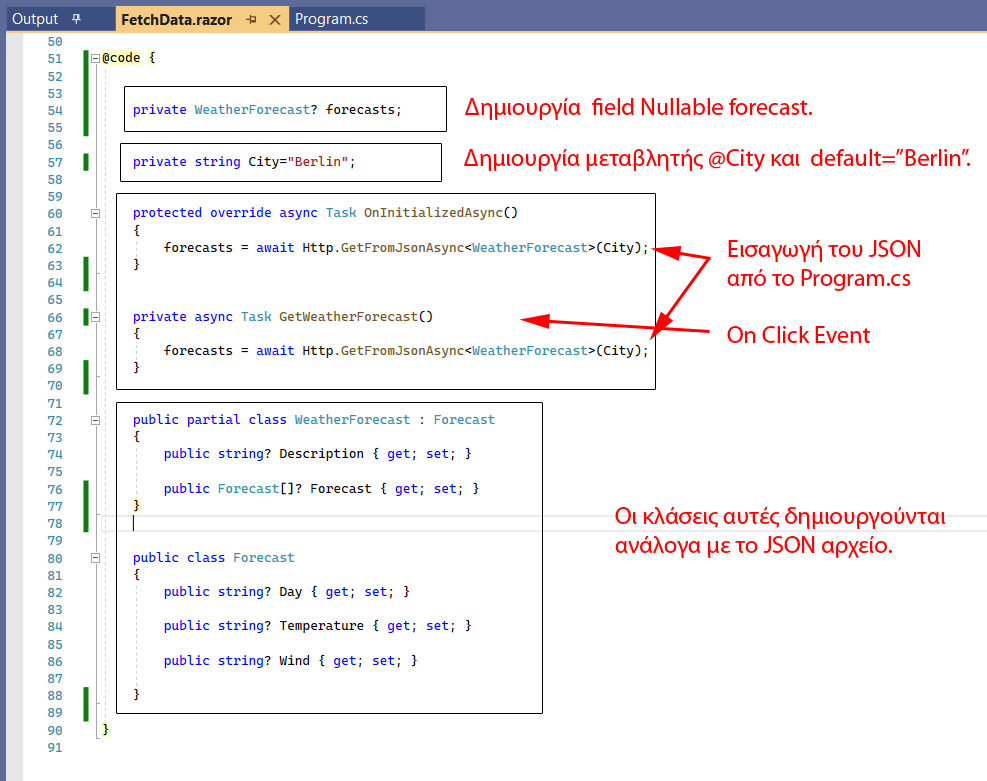 Output FetchData.razor Program.cs
50
51 @code {
52
53
54 private WeatherForecast? forecasts; Δημιουργία field Nullable forecast.
55
56
57 private string City="Berlin"; Δημιουργία μεταβλητής @City και default=”Berlin”.
58
59
60 protected override async Task OnInitializedAsync()
61 {
62 forecasts = await Http.GetFromJsonAsync<WeatherForecast>(City); Εισαγωγή του JSON
63 }
από το Program.cs
64
65
66 private async Task GetWeatherForecast()
67 { On Click Event
68 forecasts = await Http.GetFromJsonAsync<WeatherForecast>(City);
69 }
70
71
72 public partial class WeatherForecast : Forecast
73 {
74 public string? Description { get; set; }
75
76 public Forecast[]? Forecast { get; set; }
77 }
78 Οι κλάσεις αυτές δημιουργούνται
79 ανάλογα με το JSON αρχείο.
80 public class Forecast
81 {
82 public string? Day { get; set; }
83
84 public string? Temperature { get; set; }
85
86 public string? Wind { get; set; }
87
88 }
89
90 }
91